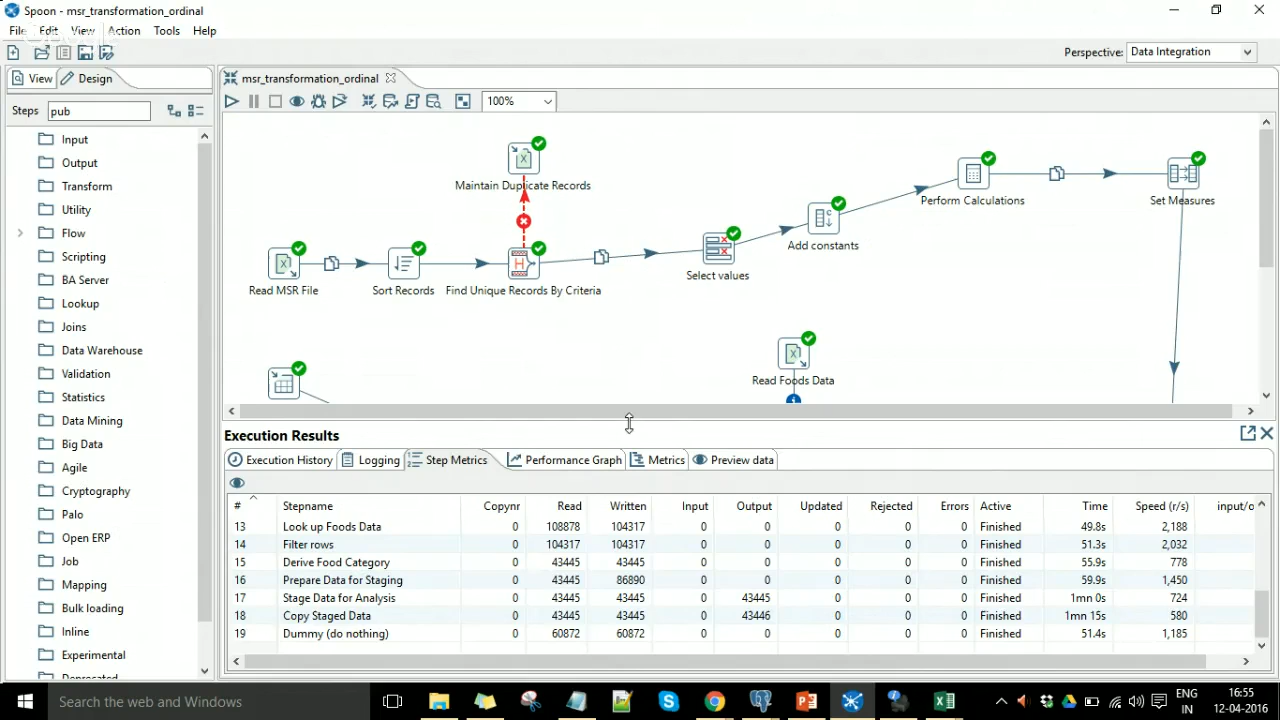 Spoon - msr_transformation_ordinal
File Edit View Action Tools Help
Perspective: Data Integration
View Design
msr_transformation_ordinal
Steps pub
100%
Input
Output
Transform
Utility
Flow
Scripting
BA Server
Lookup
Joins
Data Warehouse
Validation
Statistics
Data Mining
Big Data
Agile
Cryptography
Palo
Open ERP
Job
Mapping
Bulk loading
Inline
Experimental
Deprecated
Maintain Duplicate Records
Perform Calculations
Set Measures
Add constants
Select values
Read MSR File
Sort Records
Find Unique Records By Criteria
Read Foods Data
Execution Results
Execution History Logging Step Metrics Performance Graph Metrics Preview data
# Stepname Copynr Read Written Input Output Updated Rejected Errors Active Time Speed (r/s) input/o
13 Look up Foods Data 0 108878 104317 0 0 0 0 0 Finished 49.8s 2,188
14 Filter rows 0 104317 104317 0 0 0 0 0 Finished 51.3s 2,032
15 Derive Food Category 0 43445 43445 0 0 0 0 0 Finished 55.9s 778
16 Prepare Data for Staging 0 43445 86890 0 0 0 0 0 Finished 59.9s 1,450
17 Stage Data for Analysis 0 43445 43445 0 43445 0 0 0 Finished 1mn 0s 724
18 Copy Staged Data 0 43445 43445 0 43446 0 0 0 Finished 1mn 15s 580
19 Dummy (do nothing) 0 60872 60872 0 0 0 0 0 Finished 51.4s 1,185
Search the web and Windows
ENG
IN
16:55
12-04-2016